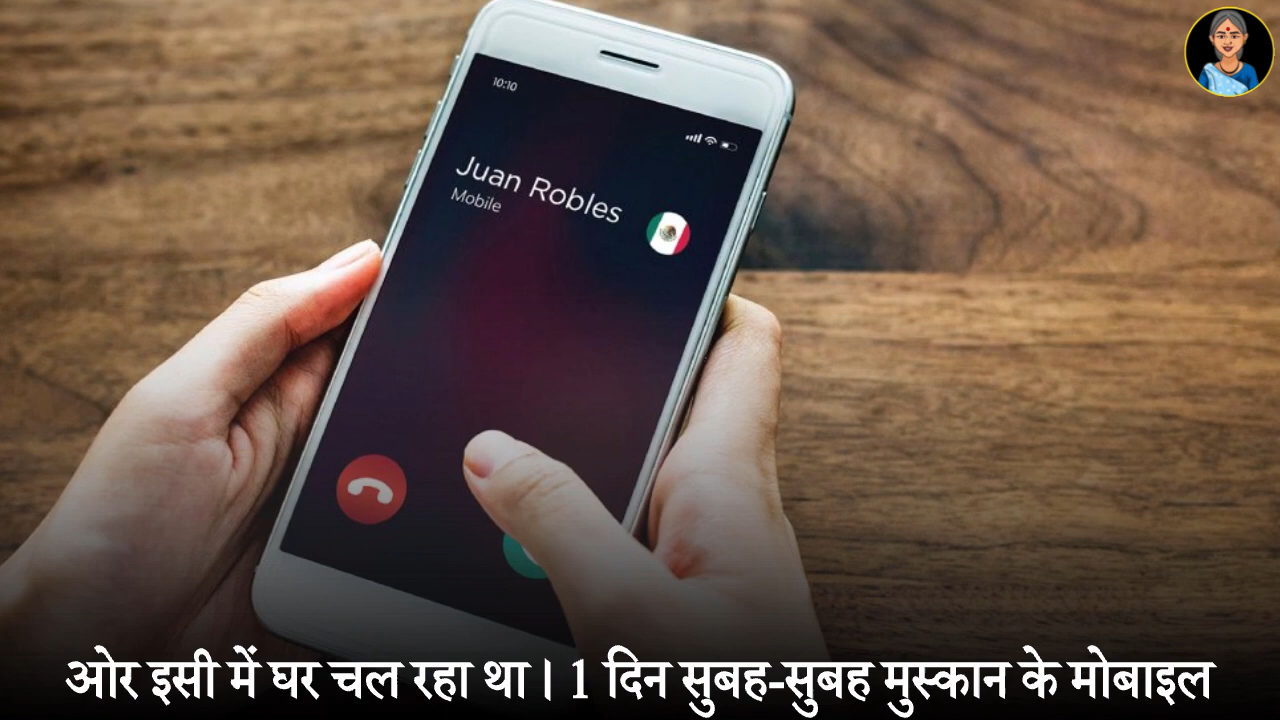 10:10
Juan Robles
Mobile
ओर इसी में घर चल रहा था । 1 दिन सुबह-सुबह मुस्कान के मोबाइल